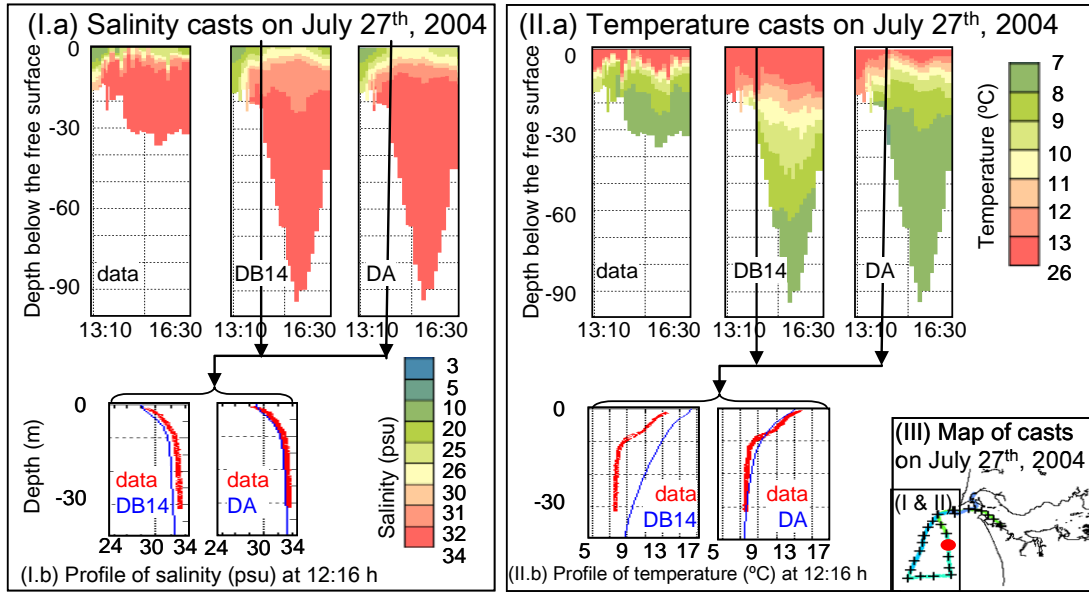 (I.a) Salinity casts on July 27th, 2004
Depth below the free surface
0
-30
-60
-90
data
DB14
DA
13:10 16:30
13:10 16:30
13:10 16:30
Depth (m)
0
-30
data
DB14
data
DA
24 30 34
24 30 34
Salinity (psu)
3
5
10
20
25
26
30
31
32
34
(I.b) Profile of salinity (psu) at 12:16 h
(II.a) Temperature casts on July 27th, 2004
Depth below the free surface
0
-30
-60
-90
data
DB14
DA
13:10 16:30
13:10 16:30
13:10 16:30
Temperature (ºC)
7
8
9
10
11
12
13
26
0
-30
data
DB14
data
DA
5 9 13 17
5 9 13 17
(II.b) Profile of temperature (ºC) at 12:16 h
(III) Map of casts
on July 27th, 2004
(I & II)